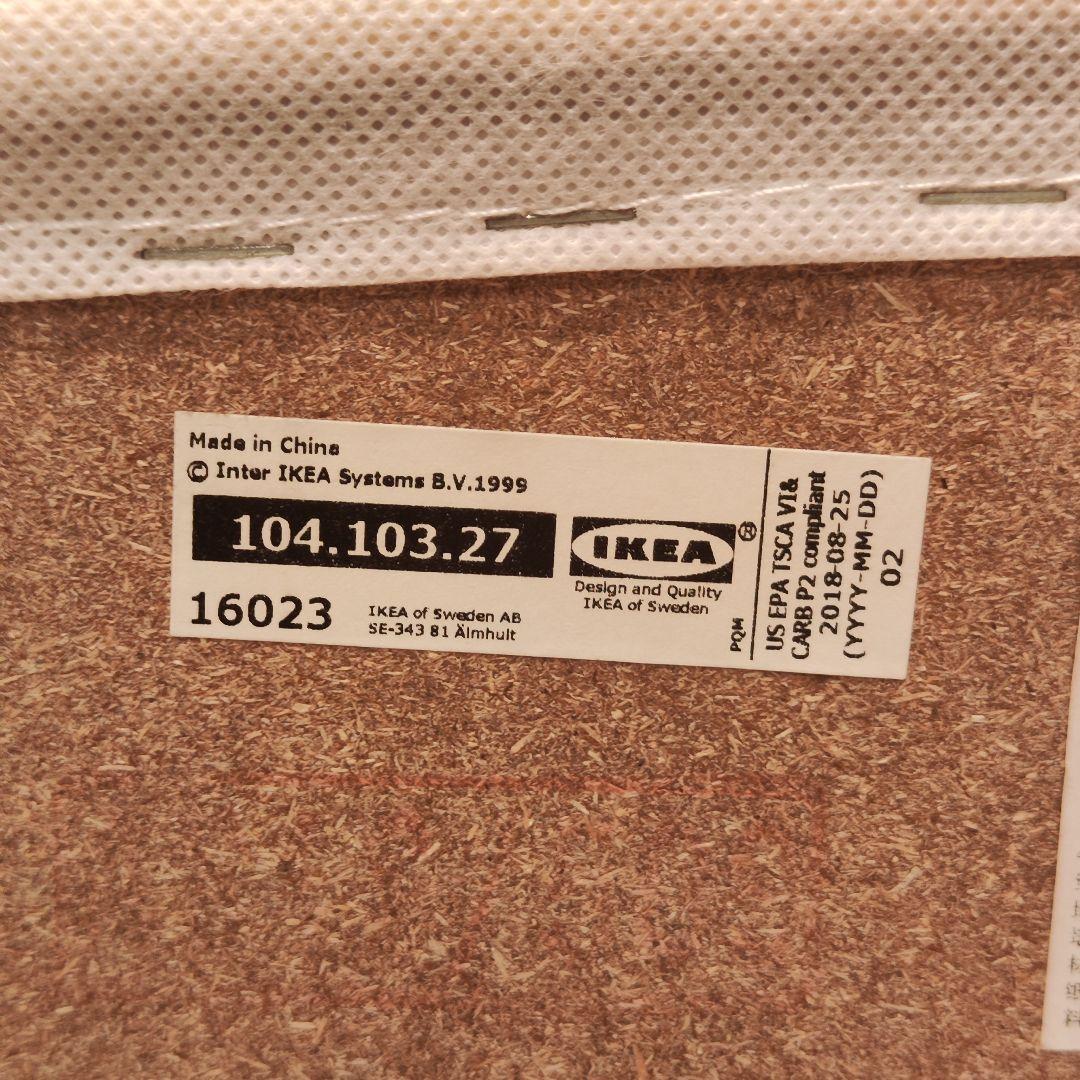 Made in China
© Inter IKEA Systems B.V.1999
104.103.27
IKEA®
Design and Quality
IKEA of Sweden
16023
IKEA of Sweden AB
SE-343 81 Älmhult
PQM
US EPA TSCA VI&
CARB P2 compliant
2018-08-25
(YYYY-MM-DD)
02
材
料